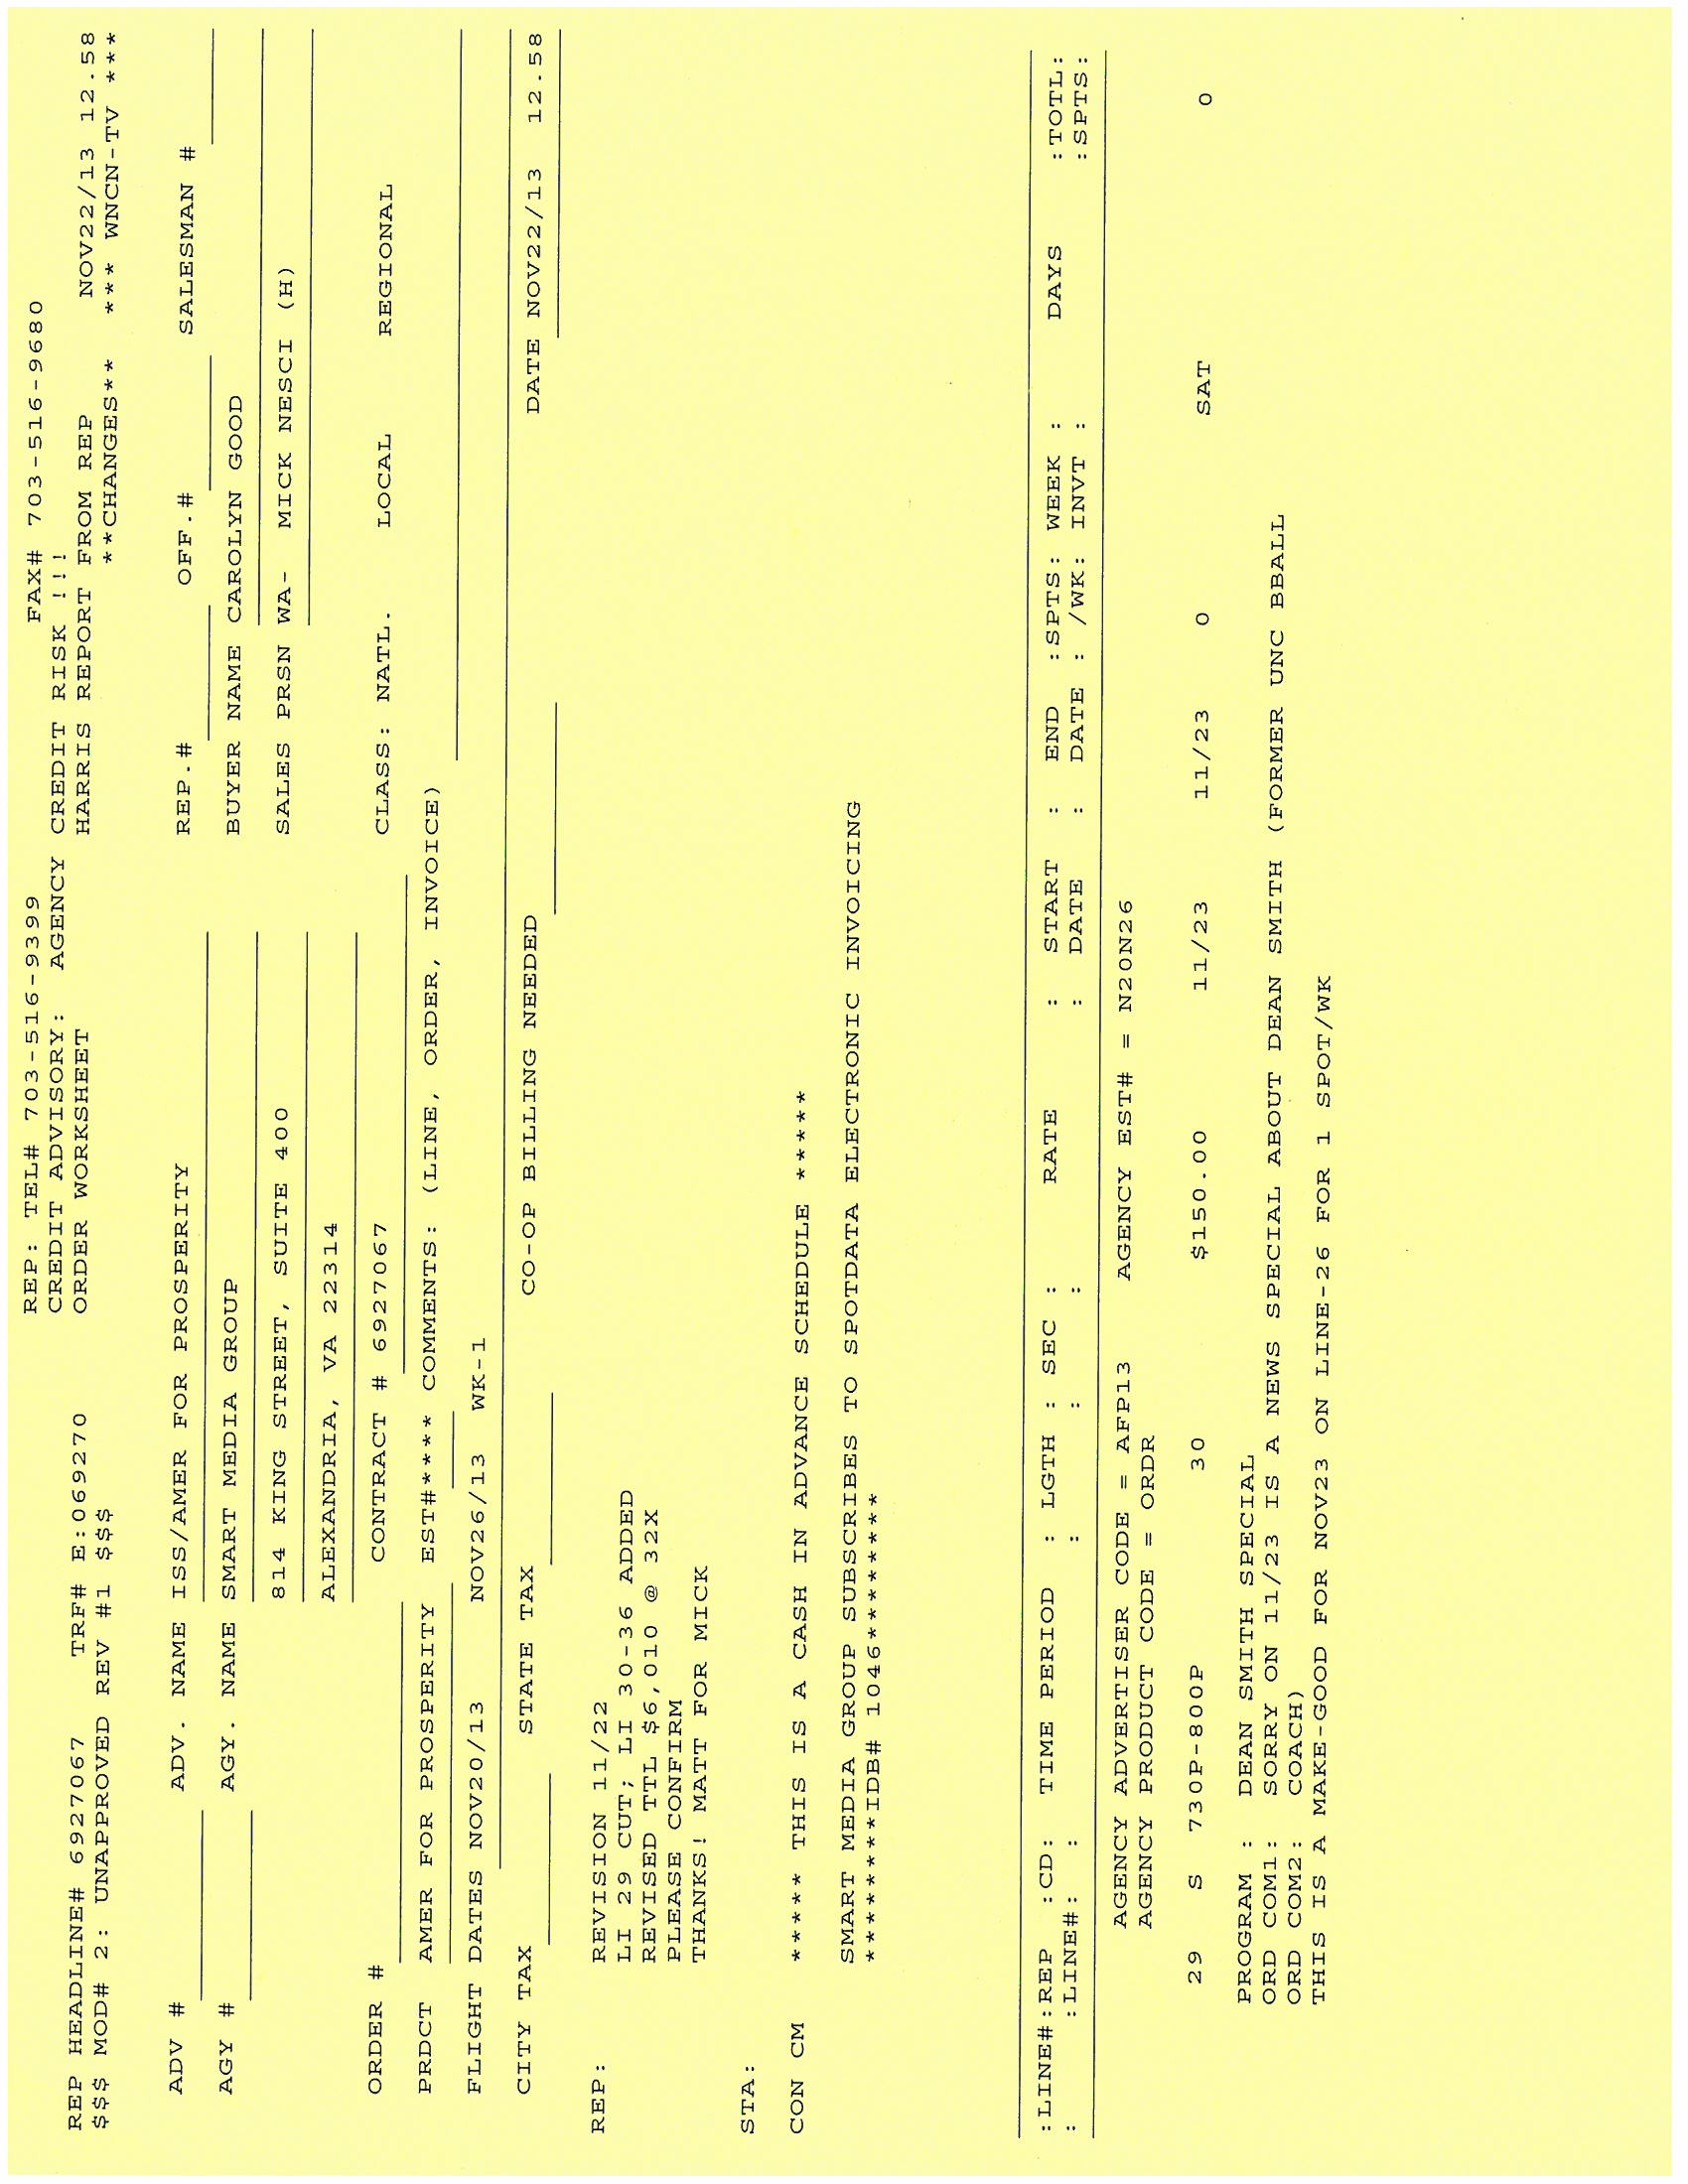 REP: TEL# 703-516-9399 FAX# 703-516-9680
CREDIT ADVISORY: AGENCY CREDIT RISK !!!
REP HEADLINE# 6927067 TRF# E:069270 ORDER WORKSHEET HARRIS REPORT FROM REP NOV22/13 12.58
$$$ MOD# 2: UNAPPROVED REV #1 $$$ **CHANGES** *** WNCN-TV ***
ADV # ADV. NAME ISS/AMER FOR PROSPERITY REP.# OFF.# SALESMAN #
AGY # AGY. NAME SMART MEDIA GROUP BUYER NAME CAROLYN GOOD
814 KING STREET, SUITE 400 SALES PRSN WA- MICK NESCI (H)
ALEXANDRIA, VA 22314
ORDER # CONTRACT # 6927067 CLASS: NATL. LOCAL REGIONAL
PRDCT AMER FOR PROSPERITY EST#**** COMMENTS: (LINE, ORDER, INVOICE)
FLIGHT DATES NOV20/13 NOV26/13 WK-1
CITY TAX STATE TAX CO-OP BILLING NEEDED DATE NOV22/13 12.58
REP: REVISION 11/22
LI 29 CUT; LI 30-36 ADDED
REVISED TTL $6,010 @ 32X
PLEASE CONFIRM
THANKS! MATT FOR MICK
STA:
CON CM ***** THIS IS A CASH IN ADVANCE SCHEDULE *****
SMART MEDIA GROUP SUBSCRIBES TO SPOTDATA ELECTRONIC INVOICING
*********IDB# 1046**********
:LINE#:REP :CD: TIME PERIOD : LGTH : SEC : RATE : START : END :SPTS: WEEK : DAYS :TOTL:
: :LINE#: : : : : : DATE : DATE : /WK: INVT : :SPTS:
AGENCY ADVERTISER CODE = AFP13 AGENCY EST# = N20N26
AGENCY PRODUCT CODE = ORDR
29 S 730P-800P 30 $150.00 11/23 11/23 0 SAT 0
PROGRAM : DEAN SMITH SPECIAL
ORD COM1: SORRY ON 11/23 IS A NEWS SPECIAL ABOUT DEAN SMITH (FORMER UNC BBALL
ORD COM2: COACH)
THIS IS A MAKE-GOOD FOR NOV23 ON LINE-26 FOR 1 SPOT/WK